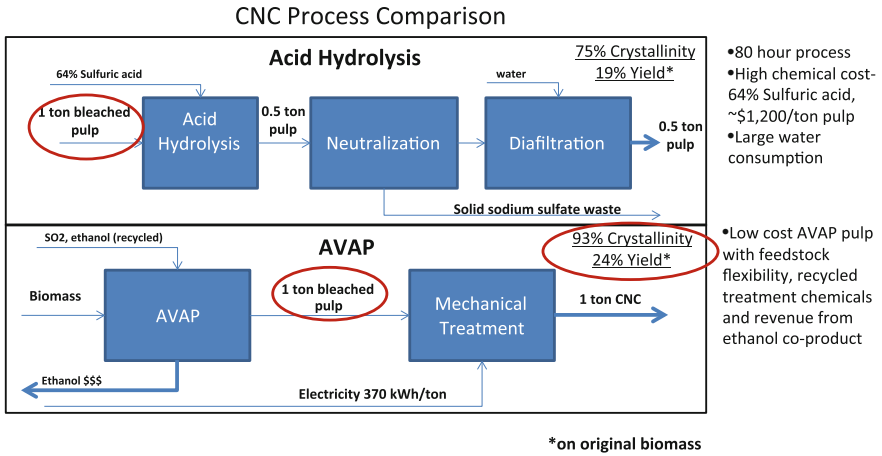 CNC Process Comparison
Acid Hydrolysis
75% Crystallinity
19% Yield*
64% Sulfuric acid
water
1 ton bleached
pulp
Acid
Hydrolysis
0.5 ton
pulp
Neutralization
Diafiltration
0.5 ton
pulp
Solid sodium sulfate waste
•80 hour process
•High chemical cost-
64% Sulfuric acid,
~$1,200/ton pulp
•Large water
consumption
SO2, ethanol (recycled)
AVAP
93% Crystallinity
24% Yield*
Biomass
AVAP
1 ton bleached
pulp
Mechanical
Treatment
1 ton CNC
Ethanol $$$
Electricity 370 kWh/ton
•Low cost AVAP pulp
with feedstock
flexibility, recycled
treatment chemicals
and revenue from
ethanol co-product
*on original biomass